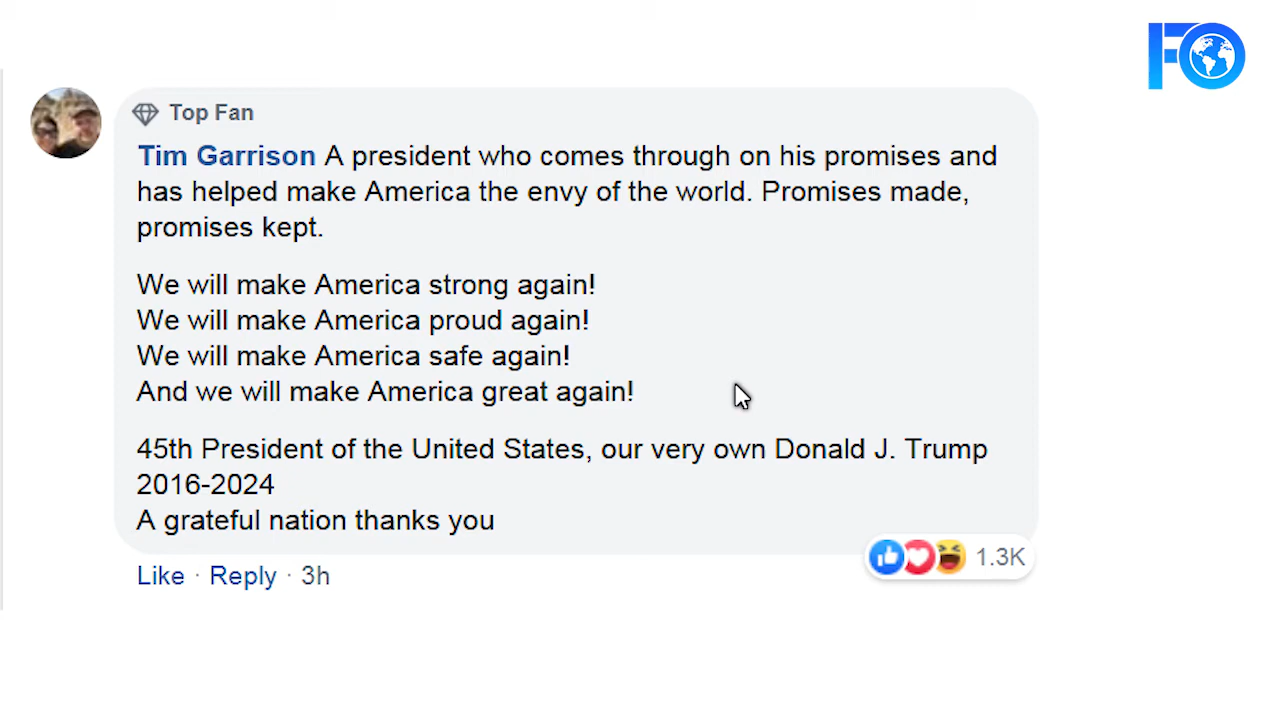 FO
Top Fan
Tim Garrison A president who comes through on his promises and
has helped make America the envy of the world. Promises made,
promises kept.
We will make America strong again!
We will make America proud again!
We will make America safe again!
And we will make America great again!
45th President of the United States, our very own Donald J. Trump
2016-2024
A grateful nation thanks you
1.3K
Like · Reply · 3h